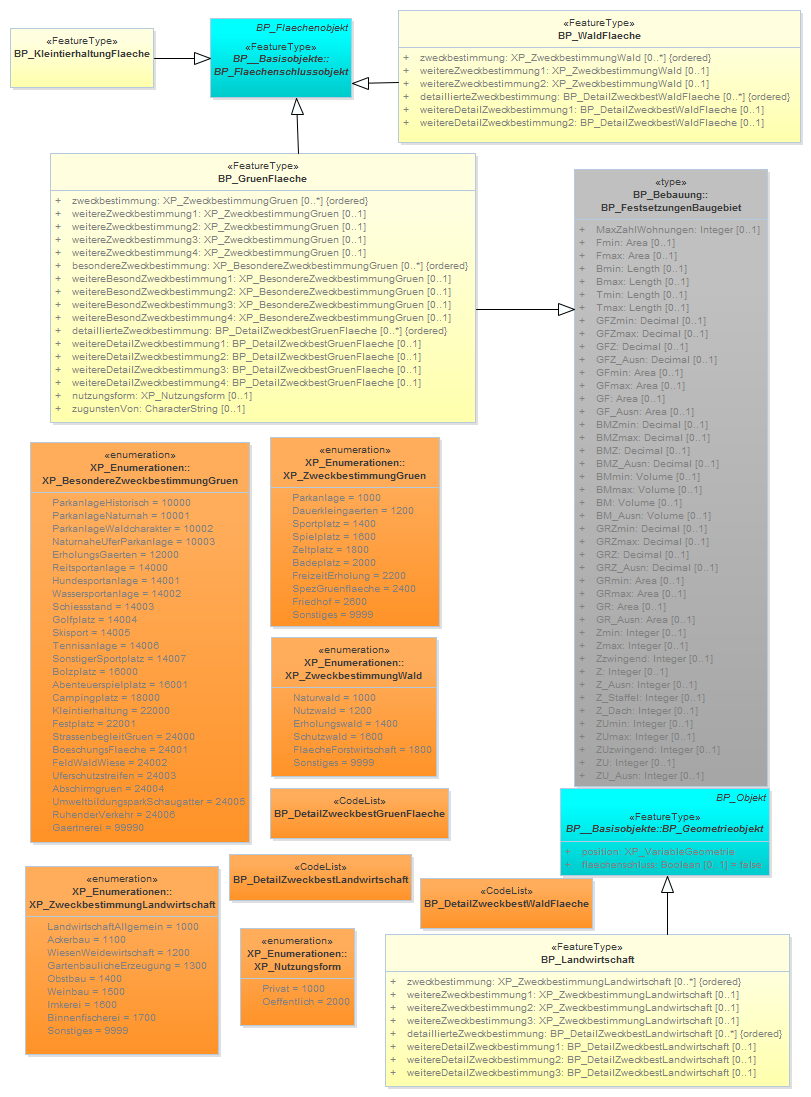 «FeatureType»
BP_KleintierhaltungFlaeche
BP_Flaechenobjekt
«FeatureType»
BP__Basisobjekte::
BP_Flaechenschlussobjekt
«FeatureType»
BP_WaldFlaeche
+ zweckbestimmung: XP_ZweckbestimmungWald [0..*] {ordered}
+ weitereZweckbestimmung1: XP_ZweckbestimmungWald [0..1]
+ weitereZweckbestimmung2: XP_ZweckbestimmungWald [0..1]
+ detaillierteZweckbestimmung: BP_DetailZweckbestWaldFlaeche [0..*] {ordered}
+ weitereDetailZweckbestimmung1: BP_DetailZweckbestWaldFlaeche [0..1]
+ weitereDetailZweckbestimmung2: BP_DetailZweckbestWaldFlaeche [0..1]
«FeatureType»
BP_GruenFlaeche
+ zweckbestimmung: XP_ZweckbestimmungGruen [0..*] {ordered}
+ weitereZweckbestimmung1: XP_ZweckbestimmungGruen [0..1]
+ weitereZweckbestimmung2: XP_ZweckbestimmungGruen [0..1]
+ weitereZweckbestimmung3: XP_ZweckbestimmungGruen [0..1]
+ weitereZweckbestimmung4: XP_ZweckbestimmungGruen [0..1]
+ besondereZweckbestimmung: XP_BesondereZweckbestimmungGruen [0..*] {ordered}
+ weitereBesondZweckbestimmung1: XP_BesondereZweckbestimmungGruen [0..1]
+ weitereBesondZweckbestimmung2: XP_BesondereZweckbestimmungGruen [0..1]
+ weitereBesondZweckbestimmung3: XP_BesondereZweckbestimmungGruen [0..1]
+ weitereBesondZweckbestimmung4: XP_BesondereZweckbestimmungGruen [0..1]
+ detaillierteZweckbestimmung: BP_DetailZweckbestGruenFlaeche [0..*] {ordered}
+ weitereDetailZweckbestimmung1: BP_DetailZweckbestGruenFlaeche [0..1]
+ weitereDetailZweckbestimmung2: BP_DetailZweckbestGruenFlaeche [0..1]
+ weitereDetailZweckbestimmung3: BP_DetailZweckbestGruenFlaeche [0..1]
+ weitereDetailZweckbestimmung4: BP_DetailZweckbestGruenFlaeche [0..1]
+ nutzungsform: XP_Nutzungsform [0..1]
+ zugunstenVon: CharacterString [0..1]
«type»
BP_Bebauung::
BP_FestsetzungenBaugebiet
+ MaxZahlWohnungen: Integer [0..1]
+ Fmin: Area [0..1]
+ Fmax: Area [0..1]
+ Bmin: Length [0..1]
+ Bmax: Length [0..1]
+ Tmin: Length [0..1]
+ Tmax: Length [0..1]
+ GFZmin: Decimal [0..1]
+ GFZmax: Decimal [0..1]
+ GFZ: Decimal [0..1]
+ GFZ_Ausn: Decimal [0..1]
+ GFmin: Area [0..1]
+ GFmax: Area [0..1]
+ GF: Area [0..1]
+ GF_Ausn: Area [0..1]
+ BMZmin: Decimal [0..1]
+ BMZmax: Decimal [0..1]
+ BMZ: Decimal [0..1]
+ BMZ_Ausn: Decimal [0..1]
+ BMmin: Volume [0..1]
+ BMmax: Volume [0..1]
+ BM: Volume [0..1]
+ BM_Ausn: Volume [0..1]
+ GRZmin: Decimal [0..1]
+ GRZmax: Decimal [0..1]
+ GRZ: Decimal [0..1]
+ GRZ_Ausn: Decimal [0..1]
+ GRmin: Area [0..1]
+ GRmax: Area [0..1]
+ GR: Area [0..1]
+ GR_Ausn: Area [0..1]
+ Zmin: Integer [0..1]
+ Zmax: Integer [0..1]
+ Zzwingend: Integer [0..1]
+ Z: Integer [0..1]
+ Z_Ausn: Integer [0..1]
+ Z_Staffel: Integer [0..1]
+ Z_Dach: Integer [0..1]
+ ZUmin: Integer [0..1]
+ ZUmax: Integer [0..1]
+ ZUzwingend: Integer [0..1]
+ ZU: Integer [0..1]
+ ZU_Ausn: Integer [0..1]
«enumeration»
XP_Enumerationen::
XP_BesondereZweckbestimmungGruen
ParkanlageHistorisch = 10000
ParkanlageNaturnah = 10001
ParkanlageWaldcharakter = 10002
NaturnaheUferParkanlage = 10003
ErholungsGaerten = 12000
Reitsportanlage = 14000
Hundesportanlage = 14001
Wassersportanlage = 14002
Schiessstand = 14003
Golfplatz = 14004
Skisport = 14005
Tennisanlage = 14006
SonstigerSportplatz = 14007
Bolzplatz = 16000
Abenteuerspielplatz = 16001
Campingplatz = 18000
Kleintierhaltung = 22000
Festplatz = 22001
StrassenbegleitGruen = 24000
BoeschungsFlaeche = 24001
FeldWaldWiese = 24002
Uferschutzstreifen = 24003
Abschirmgruen = 24004
UmweltbildungsparkSchaugatter = 24005
RuhenderVerkehr = 24006
Gaertnerei = 99990
«enumeration»
XP_Enumerationen::
XP_ZweckbestimmungGruen
Parkanlage = 1000
Dauerkleingaerten = 1200
Sportplatz = 1400
Spielplatz = 1600
Zeltplatz = 1800
Badeplatz = 2000
FreizeitErholung = 2200
SpezGruenflaeche = 2400
Friedhof = 2600
Sonstiges = 9999
«enumeration»
XP_Enumerationen::
XP_ZweckbestimmungWald
Naturwald = 1000
Nutzwald = 1200
Erholungswald = 1400
Schutzwald = 1600
FlaecheForstwirtschaft = 1800
Sonstiges = 9999
«CodeList»
BP_DetailZweckbestGruenFlaeche
BP_Objekt
«FeatureType»
BP__Basisobjekte::BP_Geometrieobjekt
+ position: XP_VariableGeometrie
+ flaechenschluss: Boolean [0..1] = false
«enumeration»
XP_Enumerationen::
XP_ZweckbestimmungLandwirtschaft
LandwirtschaftAllgemein = 1000
Ackerbau = 1100
WiesenWeidewirtschaft = 1200
GartenbaulicheErzeugung = 1300
Obstbau = 1400
Weinbau = 1500
Imkerei = 1600
Binnenfischerei = 1700
Sonstiges = 9999
«CodeList»
BP_DetailZweckbestLandwirtschaft
«CodeList»
BP_DetailZweckbestWaldFlaeche
«enumeration»
XP_Enumerationen::
XP_Nutzungsform
Privat = 1000
Oeffentlich = 2000
«FeatureType»
BP_Landwirtschaft
+ zweckbestimmung: XP_ZweckbestimmungLandwirtschaft [0..*] {ordered}
+ weitereZweckbestimmung1: XP_ZweckbestimmungLandwirtschaft [0..1]
+ weitereZweckbestimmung2: XP_ZweckbestimmungLandwirtschaft [0..1]
+ weitereZweckbestimmung3: XP_ZweckbestimmungLandwirtschaft [0..1]
+ detaillierteZweckbestimmung: BP_DetailZweckbestLandwirtschaft [0..*] {ordered}
+ weitereDetailZweckbestimmung1: BP_DetailZweckbestLandwirtschaft [0..1]
+ weitereDetailZweckbestimmung2: BP_DetailZweckbestLandwirtschaft [0..1]
+ weitereDetailZweckbestimmung3: BP_DetailZweckbestLandwirtschaft [0..1]